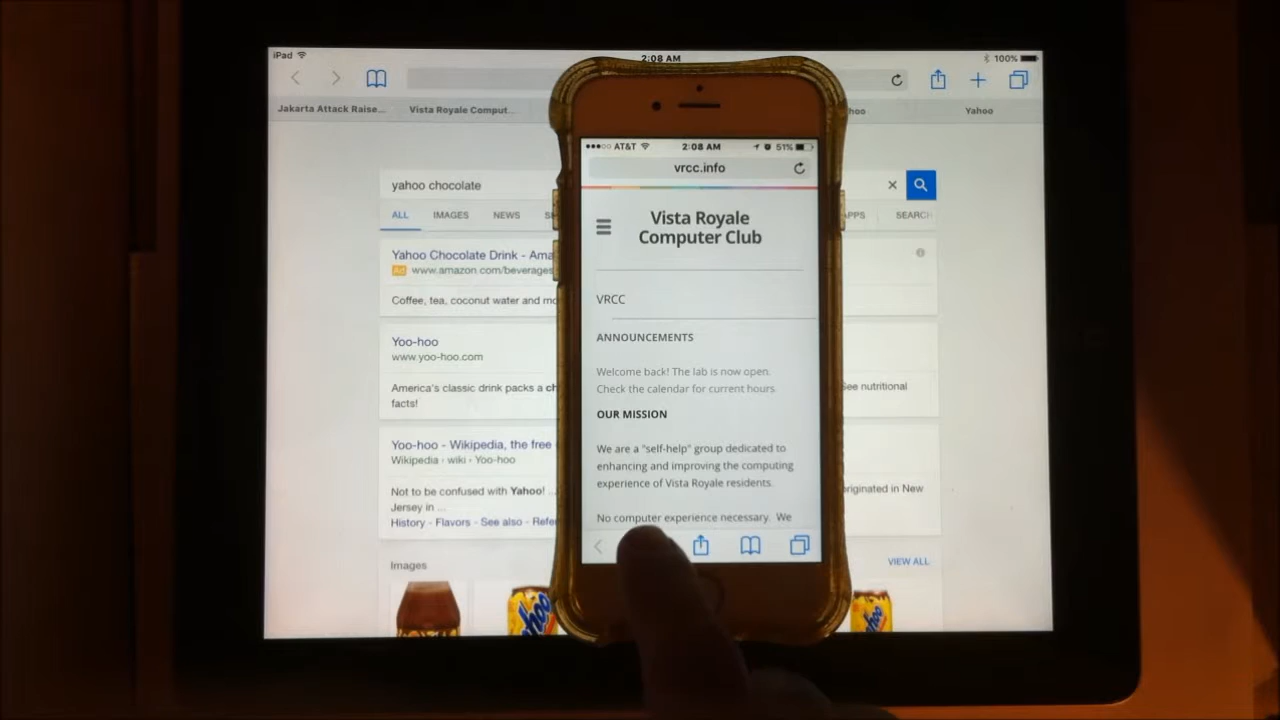 iPad
2:08 AM
100%
Jakarta Attack Raise...
Vista Royale Comput...
hoo
Yahoo
yahoo chocolate
ALL
IMAGES
NEWS
APPS
SEARCH
Yahoo Chocolate Drink - Ama
Ad www.amazon.com/beverages
Coffee, tea, coconut water and mo
Yoo-hoo
www.yoo-hoo.com
America's classic drink packs a ch
See nutritional
facts!
Yoo-hoo - Wikipedia, the free
Wikipedia › wiki › Yoo-hoo
Not to be confused with Yahoo! ...
originated in New
Jersey in ...
History - Flavors - See also - Refe
Images
VIEW ALL
hoo
hoo
AT&T
2:08 AM
51%
vrcc.info
Vista Royale
Computer Club
VRCC
ANNOUNCEMENTS
Welcome back! The lab is now open.
Check the calendar for current hours.
OUR MISSION
We are a "self-help" group dedicated to
enhancing and improving the computing
experience of Vista Royale residents.
No computer experience necessary. We